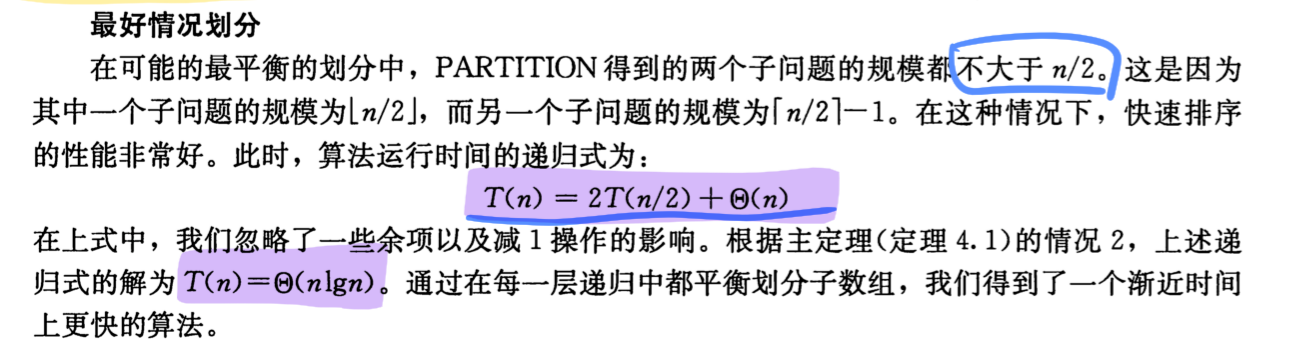 最好情况划分
在可能的最平衡的划分中，PARTITION 得到的两个子问题的规模都不大于 n/2。这是因为
其中一个子问题的规模为⌊n/2⌋，而另一个子问题的规模为⌈n/2⌉－1。在这种情况下，快速排序
的性能非常好。此时，算法运行时间的递归式为：
T(n) = 2T(n/2) + Θ(n)
在上式中，我们忽略了一些余项以及减 1 操作的影响。根据主定理(定理 4.1)的情况 2，上述递
归式的解为 T(n)=Θ(nlgn)。通过在每一层递归中都平衡划分子数组，我们得到了一个渐近时间
上更快的算法。